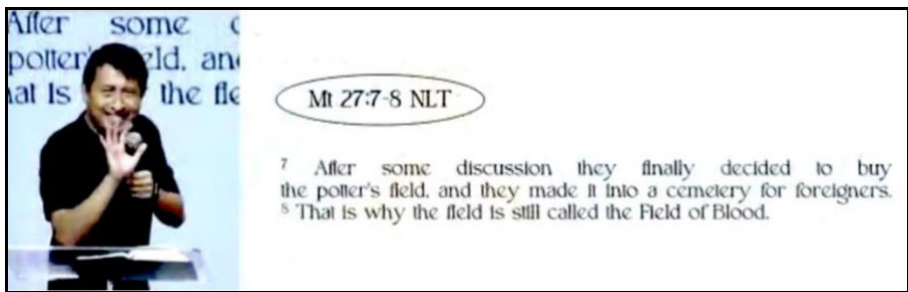 After some
potter's field, and
at is the fie
Mt 27:7-8 NLT
7 After some discussion they finally decided to buy
the potter's field, and they made it into a cemetery for foreigners.
8 That is why the field is still called the Field of Blood.